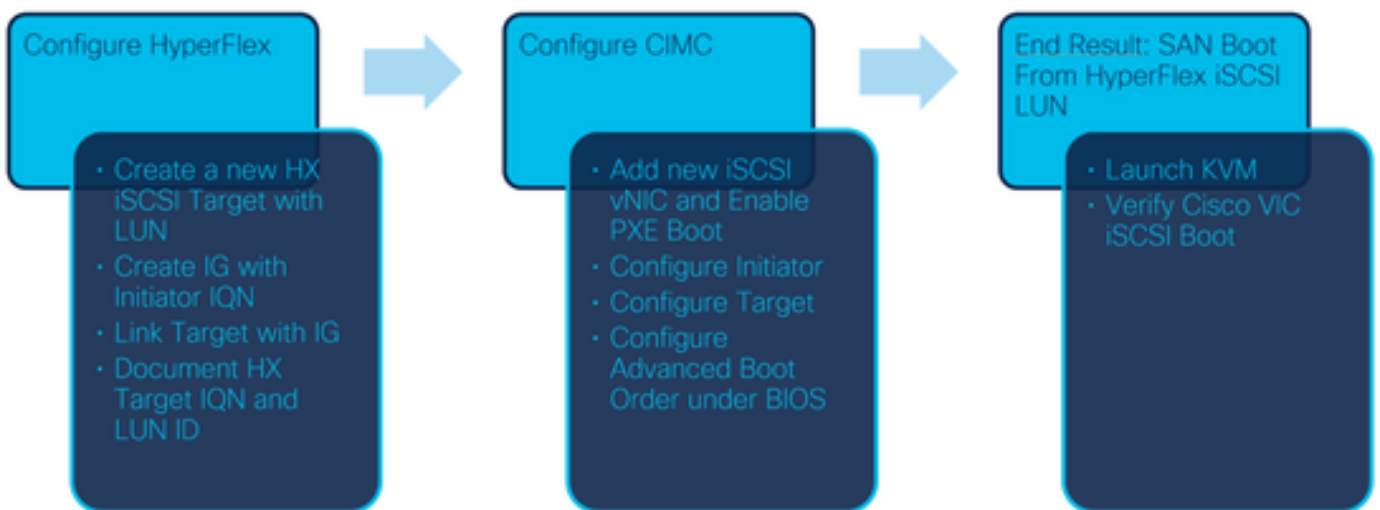 Configure HyperFlex
• Create a new HX
iSCSI Target with
LUN
• Create IG with
Initiator IQN
• Link Target with IG
• Document HX
Target IQN and
LUN ID
Configure CIMC
• Add new iSCSI
vNIC and Enable
PXE Boot
• Configure Initiator
• Configure Target
• Configure
Advanced Boot
Order under BIOS
End Result: SAN Boot
From HyperFlex iSCSI
LUN
• Launch KVM
• Verify Cisco VIC
iSCSI Boot